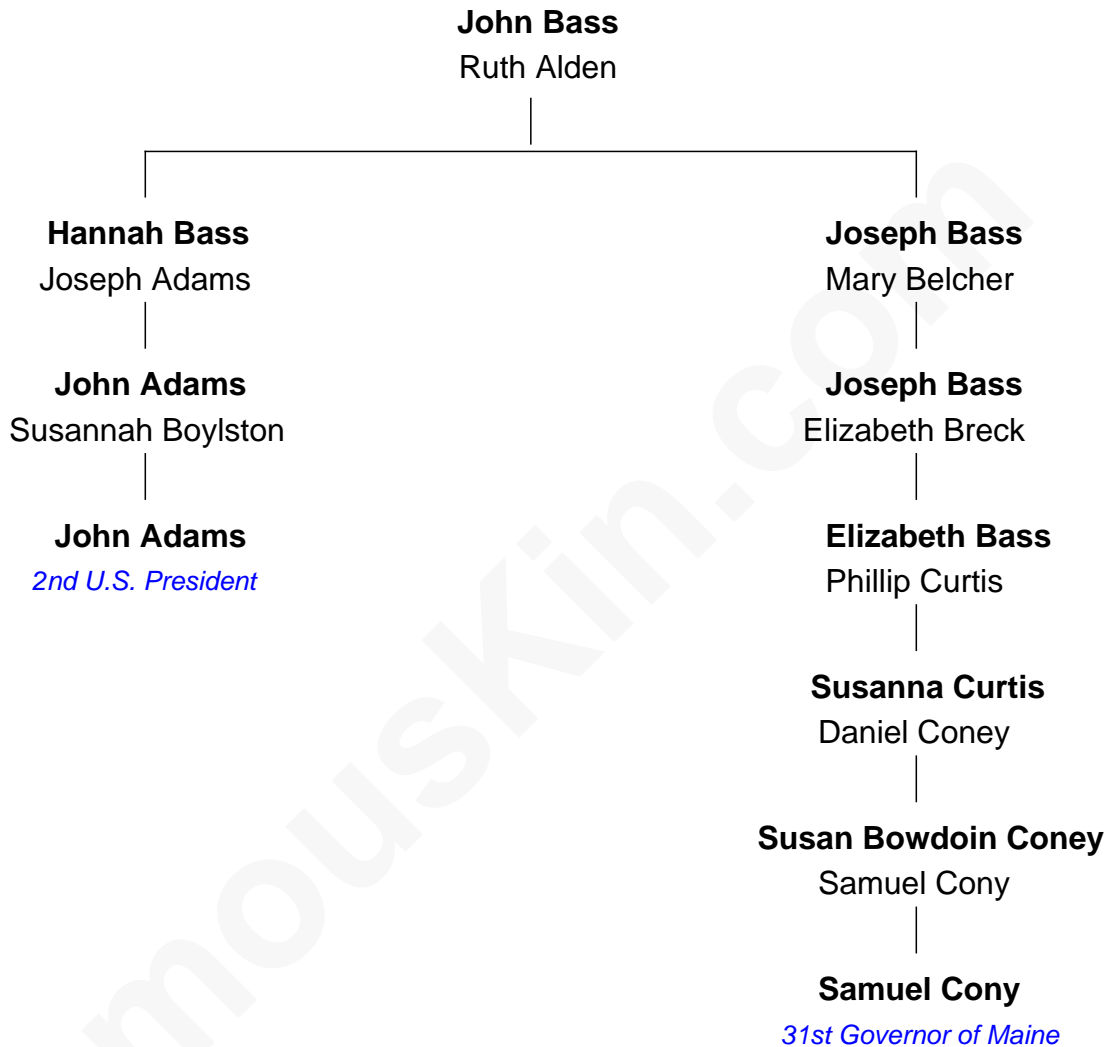 John Bass
Ruth Alden
Hannah Bass
Joseph Adams
Joseph Bass
Mary Belcher
John Adams
Susannah Boylston
Joseph Bass
Elizabeth Breck
John Adams
2nd U.S. President
Elizabeth Bass
Phillip Curtis
Susanna Curtis
Daniel Coney
Susan Bowdoin Coney
Samuel Cony
Samuel Cony
31st Governor of Maine
mousKin.com